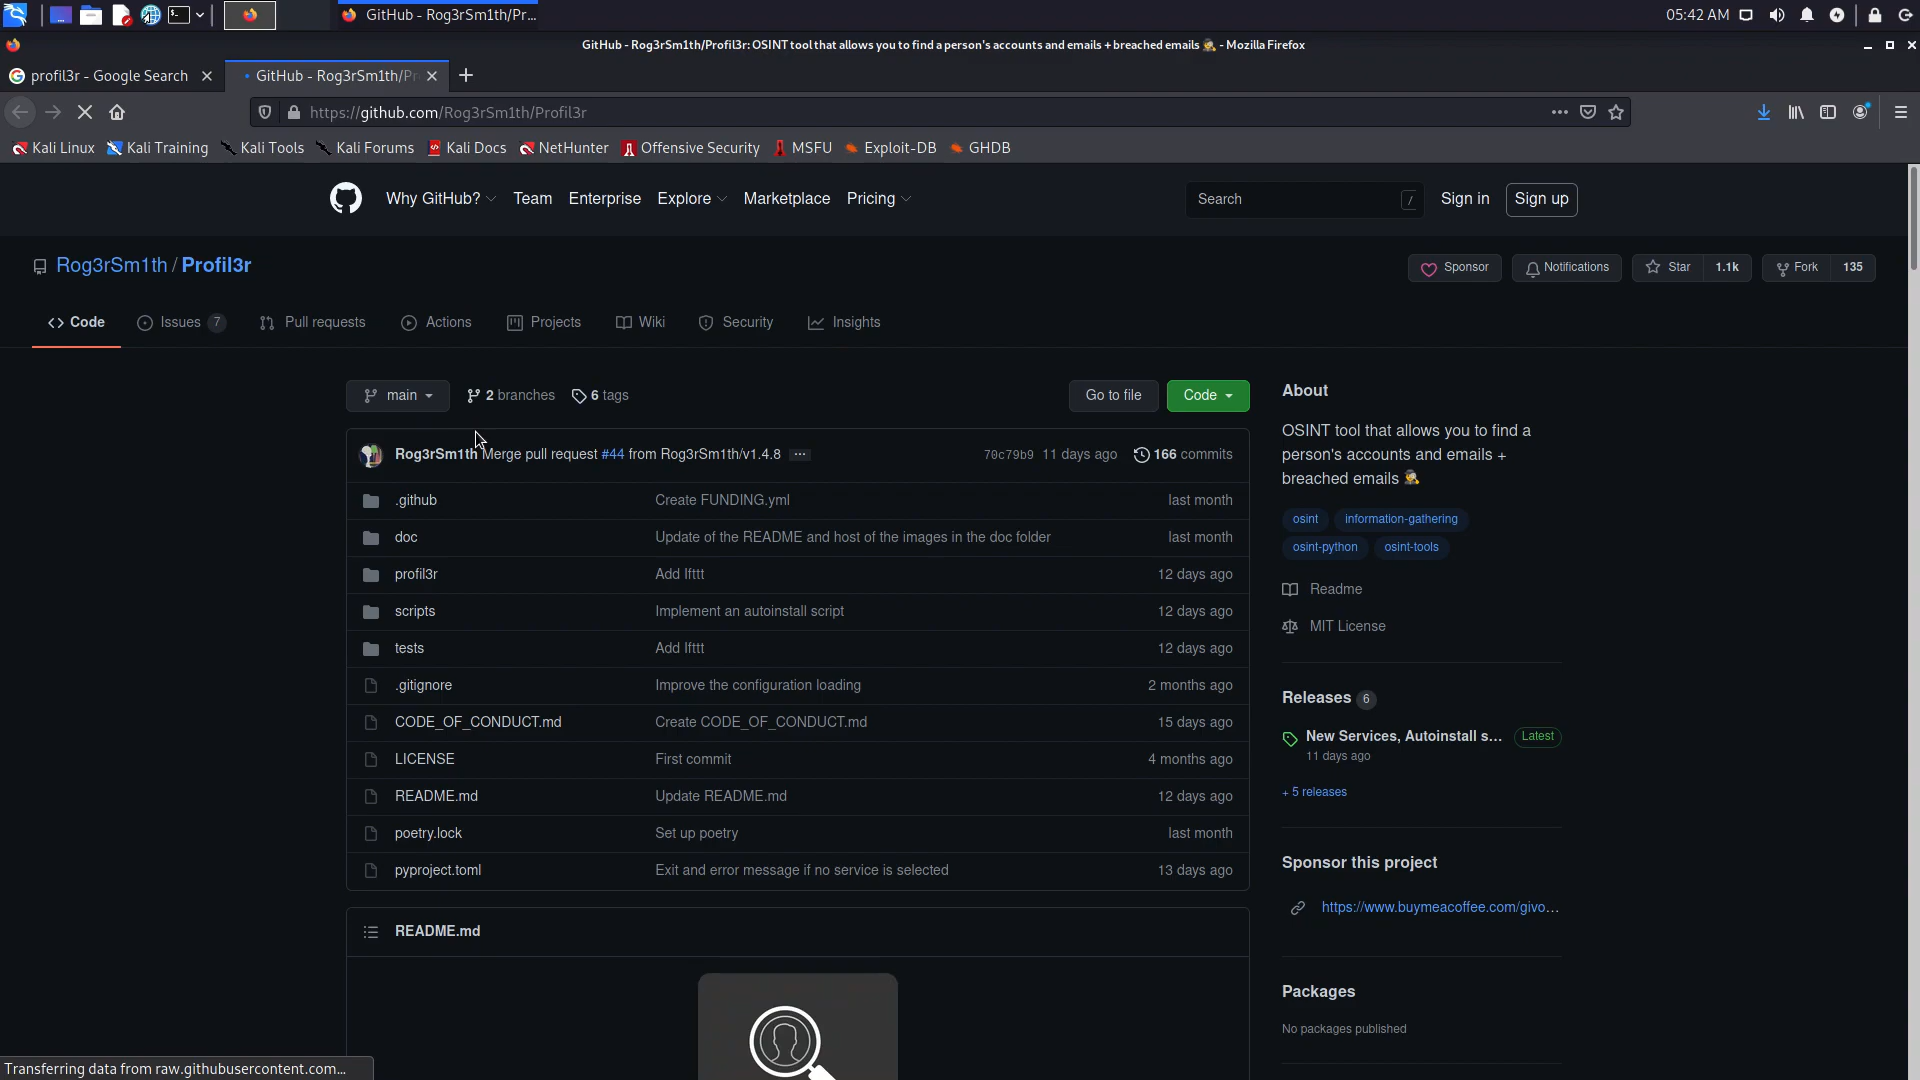 GitHub - Rog3rSm1th/Pr...
05:42 AM
GitHub - Rog3rSm1th/Profil3r: OSINT tool that allows you to find a person's accounts and emails + breached emails 🕵 - Mozilla Firefox
profil3r - Google Search
GitHub - Rog3rSm1th/Pr
https://github.com/Rog3rSm1th/Profil3r
Kali Linux Kali Training Kali Tools Kali Forums Kali Docs NetHunter Offensive Security MSFU Exploit-DB GHDB
Why GitHub? Team Enterprise Explore Marketplace Pricing Search / Sign in Sign up
Rog3rSm1th / Profil3r
Sponsor Notifications Star 1.1k Fork 135
Code Issues 7 Pull requests Actions Projects Wiki Security Insights
main 2 branches 6 tags Go to file Code
Rog3rSm1th Merge pull request #44 from Rog3rSm1th/v1.4.8 ... 70c79b9 11 days ago 166 commits
.github Create FUNDING.yml last month
doc Update of the README and host of the images in the doc folder last month
profil3r Add Ifttt 12 days ago
scripts Implement an autoinstall script 12 days ago
tests Add Ifttt 12 days ago
.gitignore Improve the configuration loading 2 months ago
CODE_OF_CONDUCT.md Create CODE_OF_CONDUCT.md 15 days ago
LICENSE First commit 4 months ago
README.md Update README.md 12 days ago
poetry.lock Set up poetry last month
pyproject.toml Exit and error message if no service is selected 13 days ago
README.md
About
OSINT tool that allows you to find a
person's accounts and emails +
breached emails 🕵
osint information-gathering
osint-python osint-tools
Readme
MIT License
Releases 6
New Services, Autoinstall s... Latest
11 days ago
+ 5 releases
Sponsor this project
https://www.buymeacoffee.com/givo...
Packages
No packages published
Transferring data from raw.githubusercontent.com...